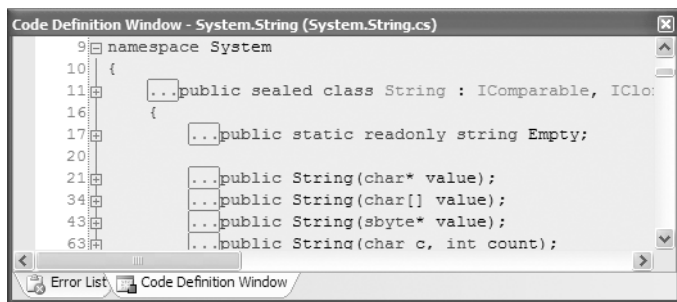 Code Definition Window - System.String (System.String.cs)
9 namespace System
10 {
11 ...public sealed class String : IComparable, IClo
16 {
17 ...public static readonly string Empty;
20
21 ...public String(char* value);
34 ...public String(char[] value);
43 ...public String(sbyte* value);
63 ...public String(char c, int count);
Error List Code Definition Window